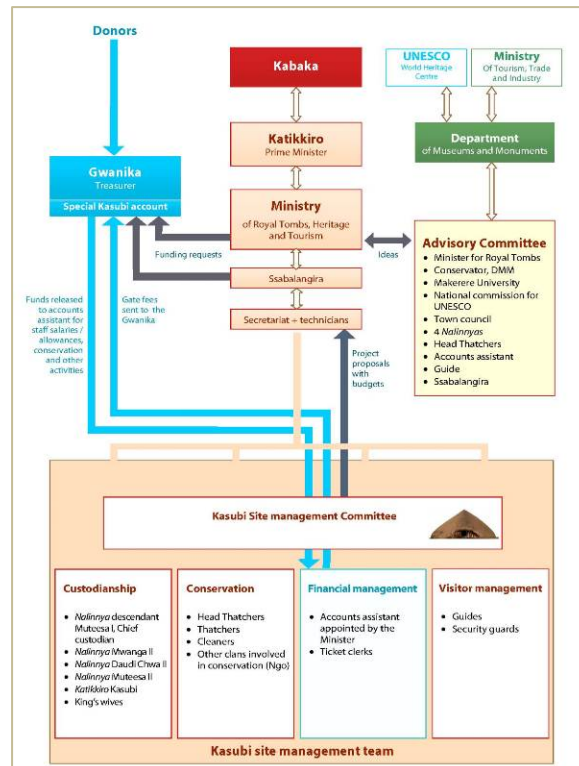 Donors
Kabaka
Katikkiro
Prime Minister
Ministry
of Royal Tombs, Heritage
and Tourism
Ssabalangira
Secretariat + technicians
UNESCO
World Heritage
Centre
Ministry
Of Tourism, Trade
and Industry
Department
of Museums and Monuments
Gwanika
Treasurer
Special Kasubi account
Funding requests
Ideas
Advisory Committee
• Minister for Royal Tombs
• Conservator, DMM
• Makerere University
• National commission for
UNESCO
• Town council
• 4 Nalinnyas
• Head Thatchers
• Accounts assistant
• Guide
• Ssabalangira
Funds released
to accounts
assistant for
staff salaries /
allowances,
conservation
and other
activities
Gate fees
sent to the
Gwanika
Project
proposals
with
budgets
Kasubi Site management Committee
Custodianship
• Nalinnya descendant
Muteesa I, Chief
custodian
• Nalinnya Mwanga II
• Nalinnya Daudi Chwa II
• Nalinnya Muteesa II
• Katikkiro Kasubi
• King's wives
Conservation
• Head Thatchers
• Thatchers
• Cleaners
• Other clans involved
in conservation (Ngo)
Financial management
• Accounts assistant
appointed by the
Minister
• Ticket clerks
Visitor management
• Guides
• Security guards
Kasubi site management team